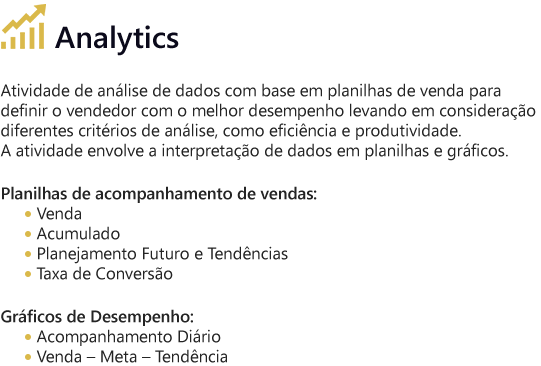 Analytics
Atividade de análise de dados com base em planilhas de venda para
definir o vendedor com o melhor desempenho levando em consideração
diferentes critérios de análise, como eficiência e produtividade.
A atividade envolve a interpretação de dados em planilhas e gráficos.
Planilhas de acompanhamento de vendas:
• Venda
• Acumulado
• Planejamento Futuro e Tendências
• Taxa de Conversão
Gráficos de Desempenho:
• Acompanhamento Diário
• Venda – Meta – Tendência